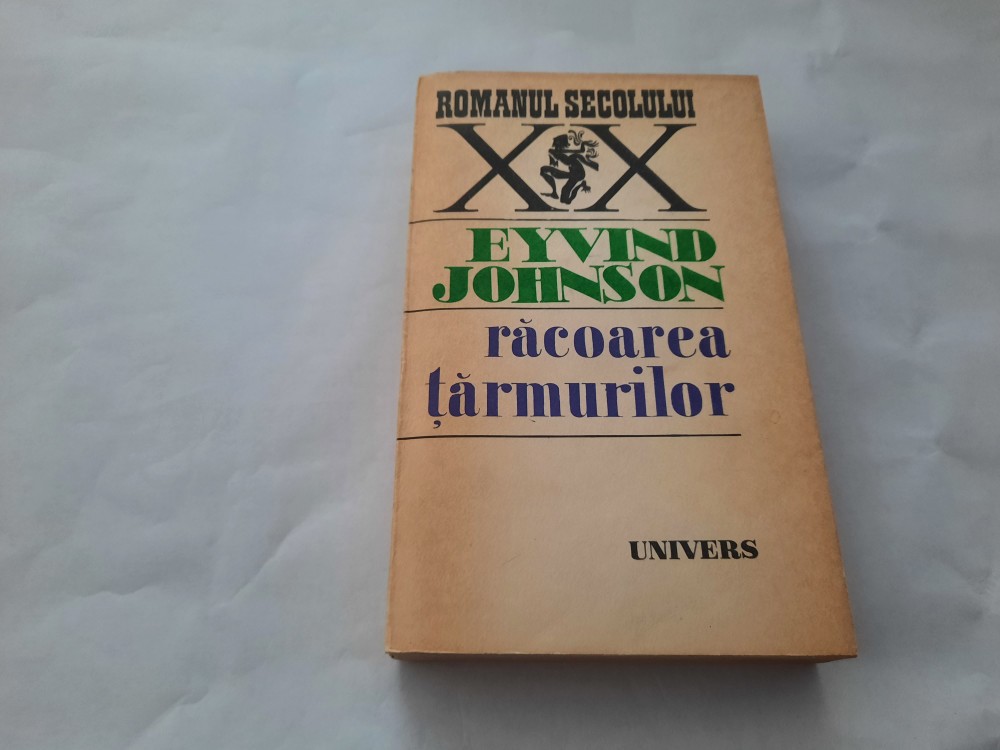 ROMANUL SECOLULUI
XX
EYVIND
JOHNSON
răcoarea
țărmurilor
UNIVERS